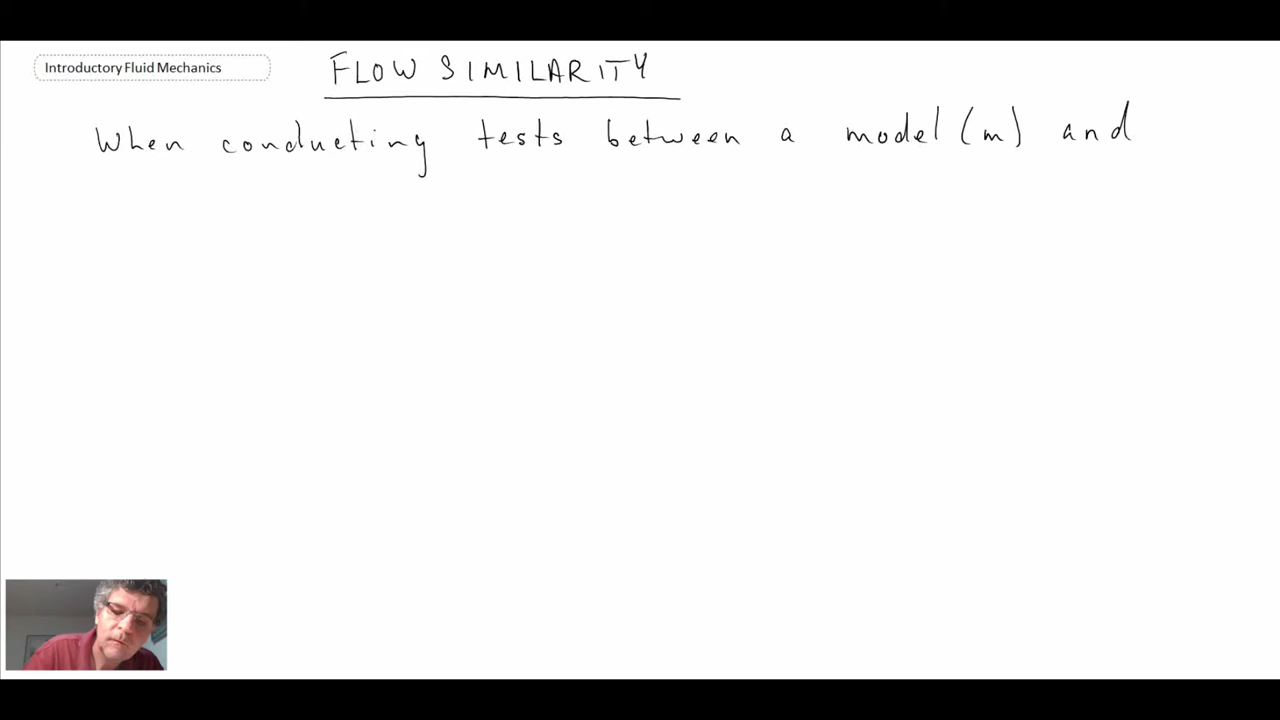 Introductory Fluid Mechanics
FLOW SIMILARITY
When conducting tests between a model (m) and